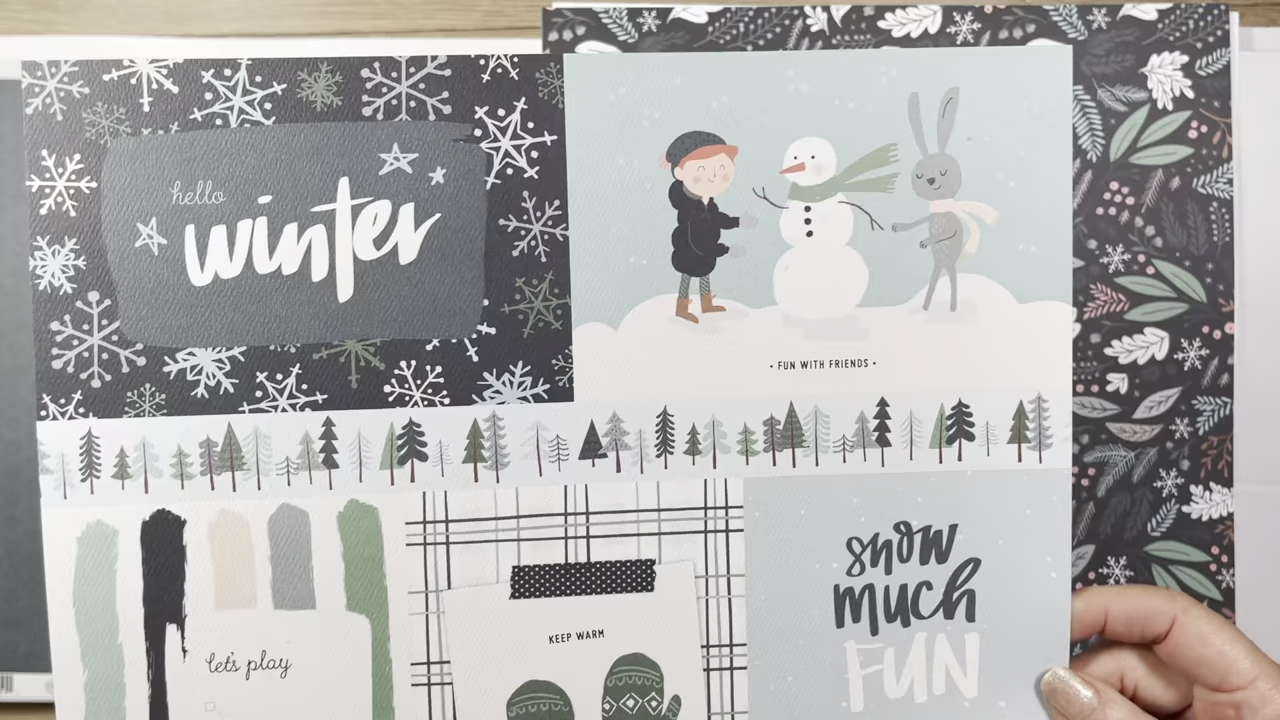 hello
winter
• FUN WITH FRIENDS •
let's play
KEEP WARM
snow
much
FUN